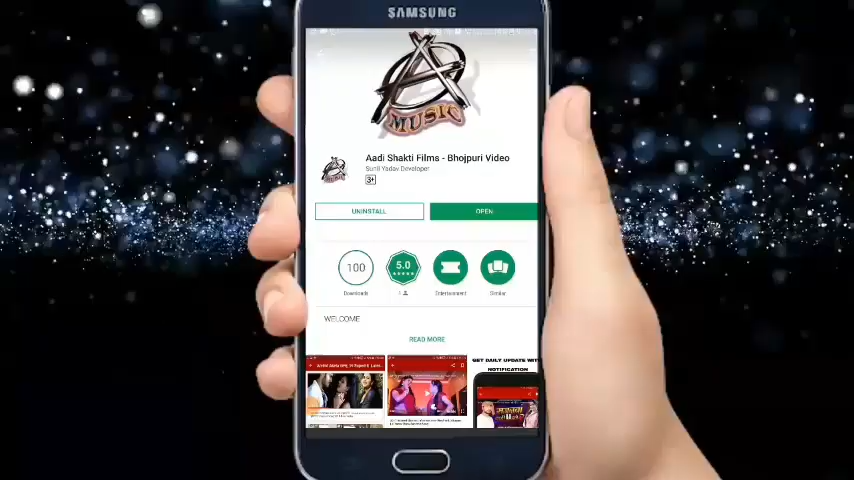 SAMSUNG
MUSIC
Aadi Shakti Films - Bhojpuri Video
Sunil Yadav Developer
3+
UNINSTALL
OPEN
100
5.0
Downloads
1
Entertainment
Similar
WELCOME
READ MORE
GET DAILY UPDATE WITH
NOTIFICATION